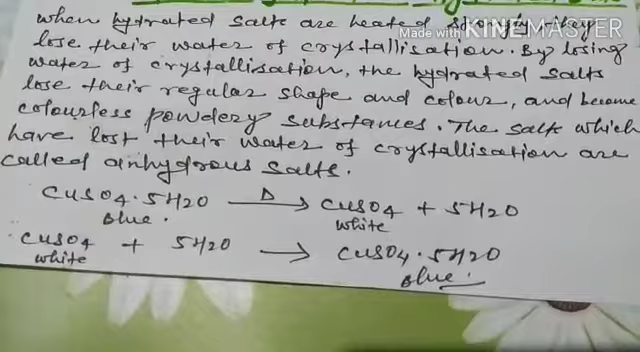 when hydrated salts are heated strongly they
Made with KINEMASTER
lose their water of crystallisation. By losing
water of crystallisation, the hydrated salts
lose their regular shape and colour, and become
colourless powdery substances. The salts which
have lost their water of crystallisation are
called anhydrous salts.
CuSO4·5H2O —Δ→ CuSO4 + 5H2O
blue. white
CuSO4 + 5H2O → CuSO4·5H2O
white blue.